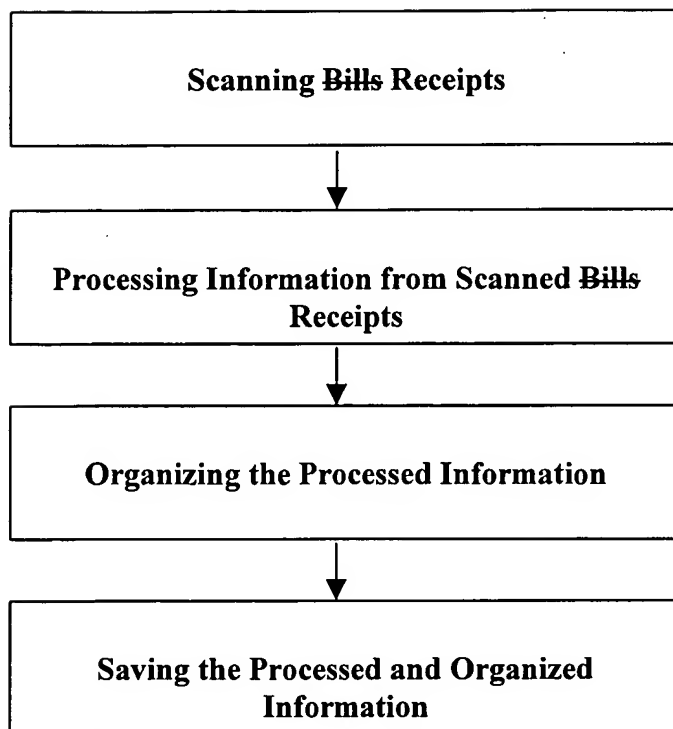 Scanning Bills Receipts
Processing Information from Scanned Bills
Receipts
Organizing the Processed Information
Saving the Processed and Organized
Information